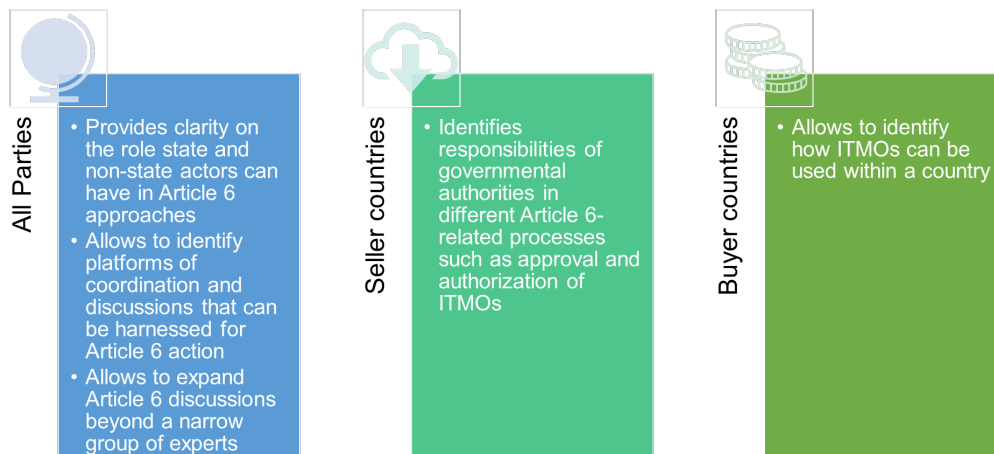 All Parties
• Provides clarity on
the role state and
non-state actors can
have in Article 6
approaches
• Allows to identify
platforms of
coordination and
discussions that can
be harnessed for
Article 6 action
• Allows to expand
Article 6 discussions
beyond a narrow
group of experts
Seller countries
• Identifies
responsibilities of
governmental
authorities in
different Article 6-
related processes
such as approval and
authorization of
ITMOs
Buyer countries
• Allows to identify
how ITMOs can be
used within a country